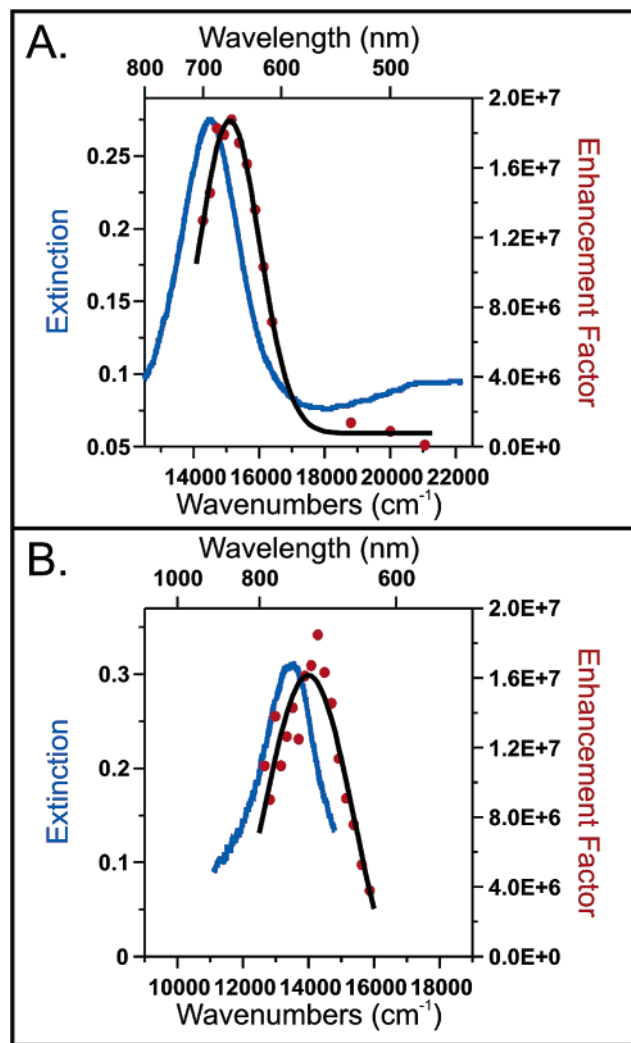 A.
Wavelength (nm)
800 700 600 500
Extinction
0.25
0.2
0.15
0.1
0.05
2.0E+7
1.6E+7
1.2E+7
8.0E+6
4.0E+6
0.0E+0
Enhancement Factor
14000 16000 18000 20000 22000
Wavenumbers (cm⁻¹)
B.
Wavelength (nm)
1000 800 600
Extinction
0.3
0.2
0.1
0
2.0E+7
1.6E+7
1.2E+7
8.0E+6
4.0E+6
0.0E+0
Enhancement Factor
10000 12000 14000 16000 18000
Wavenumbers (cm⁻¹)